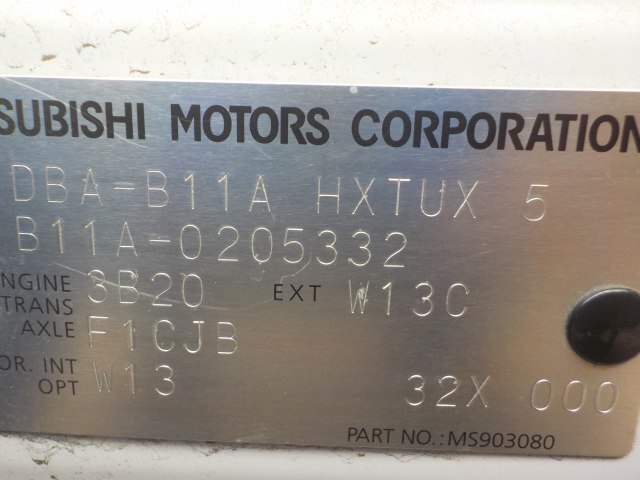 SUBISHI MOTORS CORPORATION
DBA-B11A HXTUX 5
B11A-0205332
NGINE 3B20 EXT W13C
TRANS
AXLE F1CJB
OR. INT W13
OPT 32X 000
PART NO.:MS903080